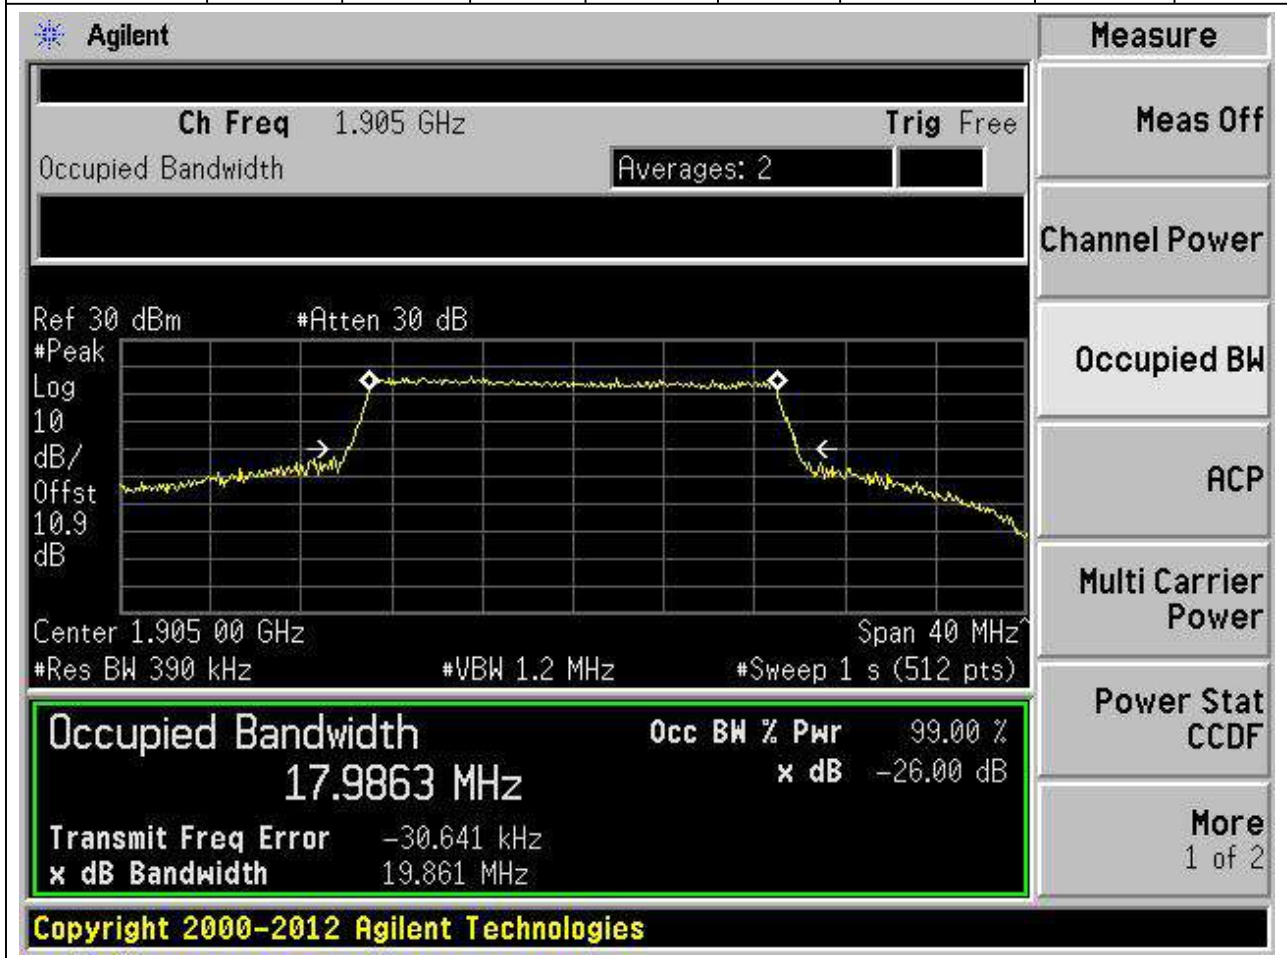 Agilent
Measure
Ch Freq 1.905 GHz Trig Free
Occupied Bandwidth Averages: 2
Meas Off
Channel Power
Occupied BW
ACP
Multi Carrier
Power
Power Stat
CCDF
More
1 of 2
Ref 30 dBm #Atten 30 dB
#Peak
Log
10
dB/
Offst
10.9
dB
Center 1.905 00 GHz Span 40 MHz^
#Res BW 390 kHz #VBW 1.2 MHz #Sweep 1 s (512 pts)
Occupied Bandwidth Occ BW % Pwr 99.00 %
17.9863 MHz x dB -26.00 dB
Transmit Freq Error -30.641 kHz
x dB Bandwidth 19.861 MHz
Copyright 2000-2012 Agilent Technologies